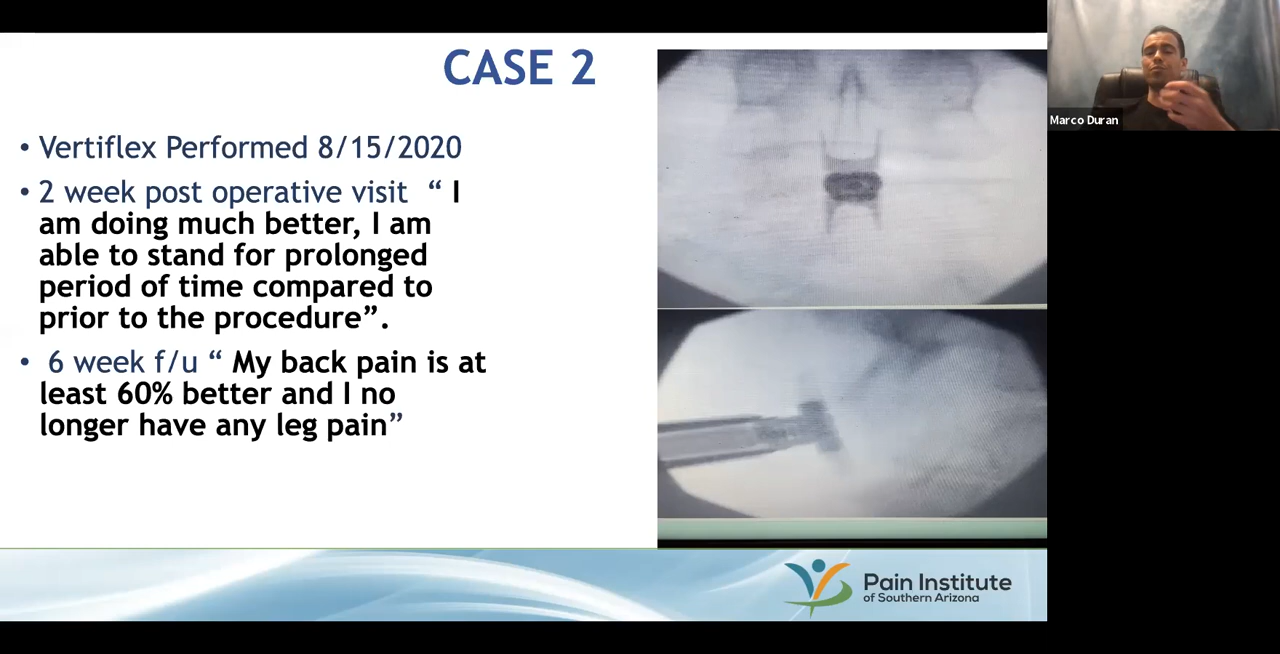 CASE 2
• Vertiflex Performed 8/15/2020
• 2 week post operative visit “ I
am doing much better, I am
able to stand for prolonged
period of time compared to
prior to the procedure”.
• 6 week f/u “ My back pain is at
least 60% better and I no
longer have any leg pain”
Pain Institute
of Southern Arizona
Marco Duran